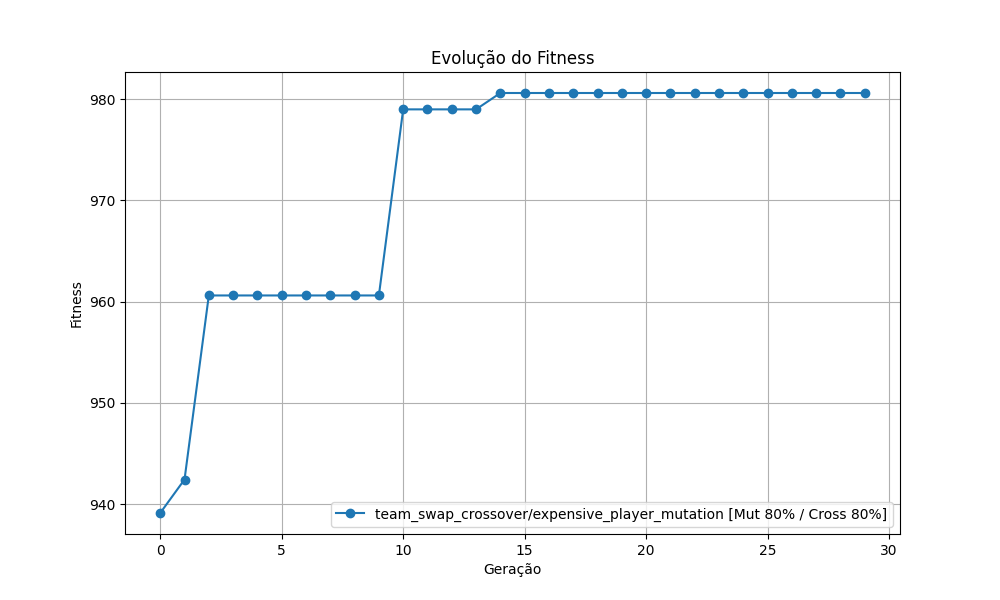 Evolução do Fitness
Fitness
980
970
960
950
940
team_swap_crossover/expensive_player_mutation [Mut 80% / Cross 80%]
0 5 10 15 20 25 30
Geração